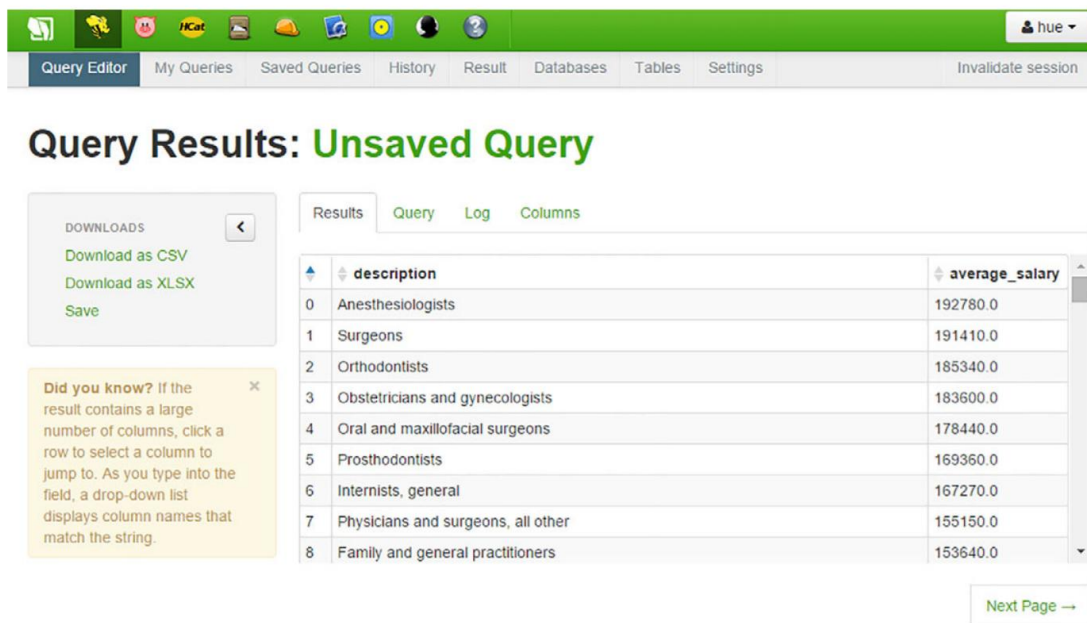 HCat
hue
Query Editor My Queries Saved Queries History Result Databases Tables Settings Invalidate session
Query Results: Unsaved Query
DOWNLOADS
Download as CSV
Download as XLSX
Save
Did you know? If the
result contains a large
number of columns, click a
row to select a column to
jump to. As you type into the
field, a drop-down list
displays column names that
match the string.
Results Query Log Columns
description average_salary
0 Anesthesiologists 192780.0
1 Surgeons 191410.0
2 Orthodontists 185340.0
3 Obstetricians and gynecologists 183600.0
4 Oral and maxillofacial surgeons 178440.0
5 Prosthodontists 169360.0
6 Internists, general 167270.0
7 Physicians and surgeons, all other 155150.0
8 Family and general practitioners 153640.0
Next Page →